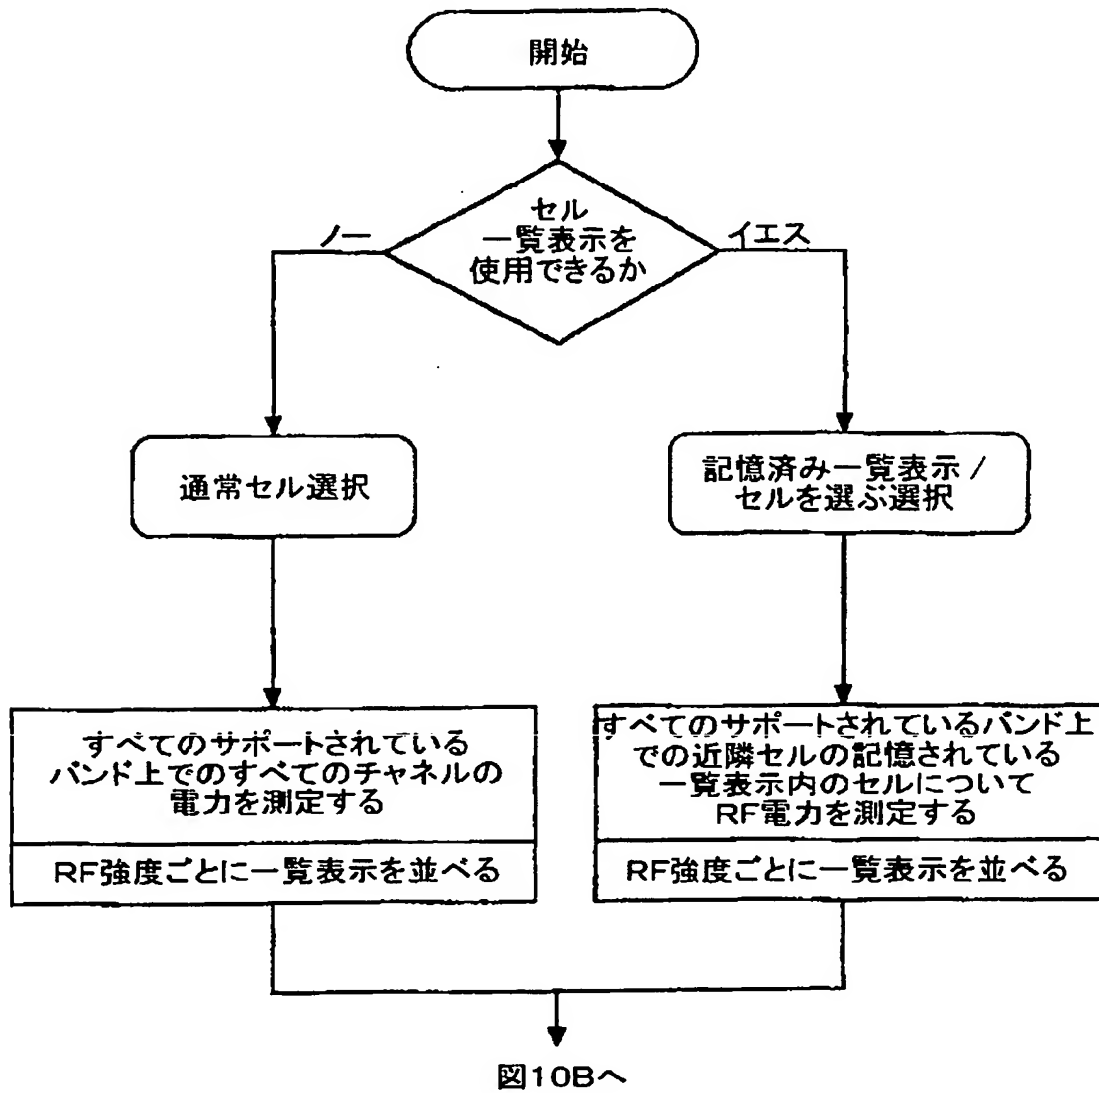 開始
セル
一覧表示を
使用できるか
ノー
イエス
通常セル選択
記憶済み一覧表示/
セルを選ぶ選択
すべてのサポートされている
バンド上でのすべてのチャネルの
電力を測定する
RF強度ごとに一覧表示を並べる
すべてのサポートされているバンド上
での近隣セルの記憶されている
一覧表示内のセルについて
RF電力を測定する
RF強度ごとに一覧表示を並べる
図10Bへ